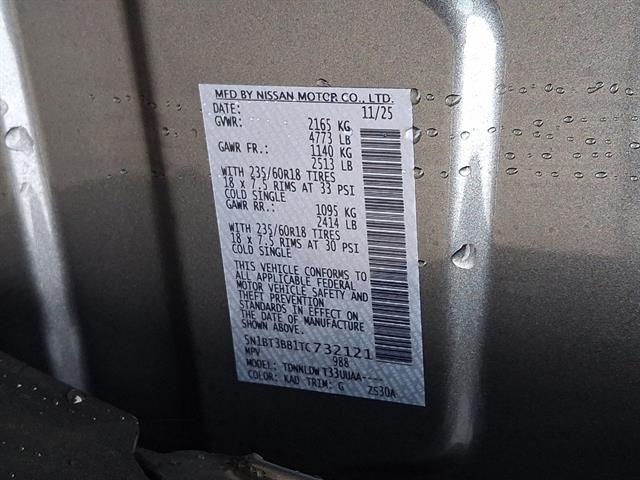 MFD BY NISSAN MOTOR CO., LTD.
DATE: 11/25
GVWR: 2165 KG
4773 LB
GAWR FR.: 1140 KG
2513 LB
WITH 235/60R18 TIRES
18 x 7.5 RIMS AT 33 PSI
COLD SINGLE
GAWR RR.: 1095 KG
2414 LB
WITH 235/60R18 TIRES
18 x 7.5 RIMS AT 30 PSI
COLD SINGLE
THIS VEHICLE CONFORMS TO
ALL APPLICABLE FEDERAL
MOTOR VEHICLE SAFETY AND
THEFT PREVENTION
STANDARDS IN EFFECT ON
THE DATE OF MANUFACTURE
SHOWN ABOVE.
5N1BT3BB1TC732121
MPV 988
MODEL: TDNNLDWT33UUAA----
COLOR: KAD TRIM: G 2S30A